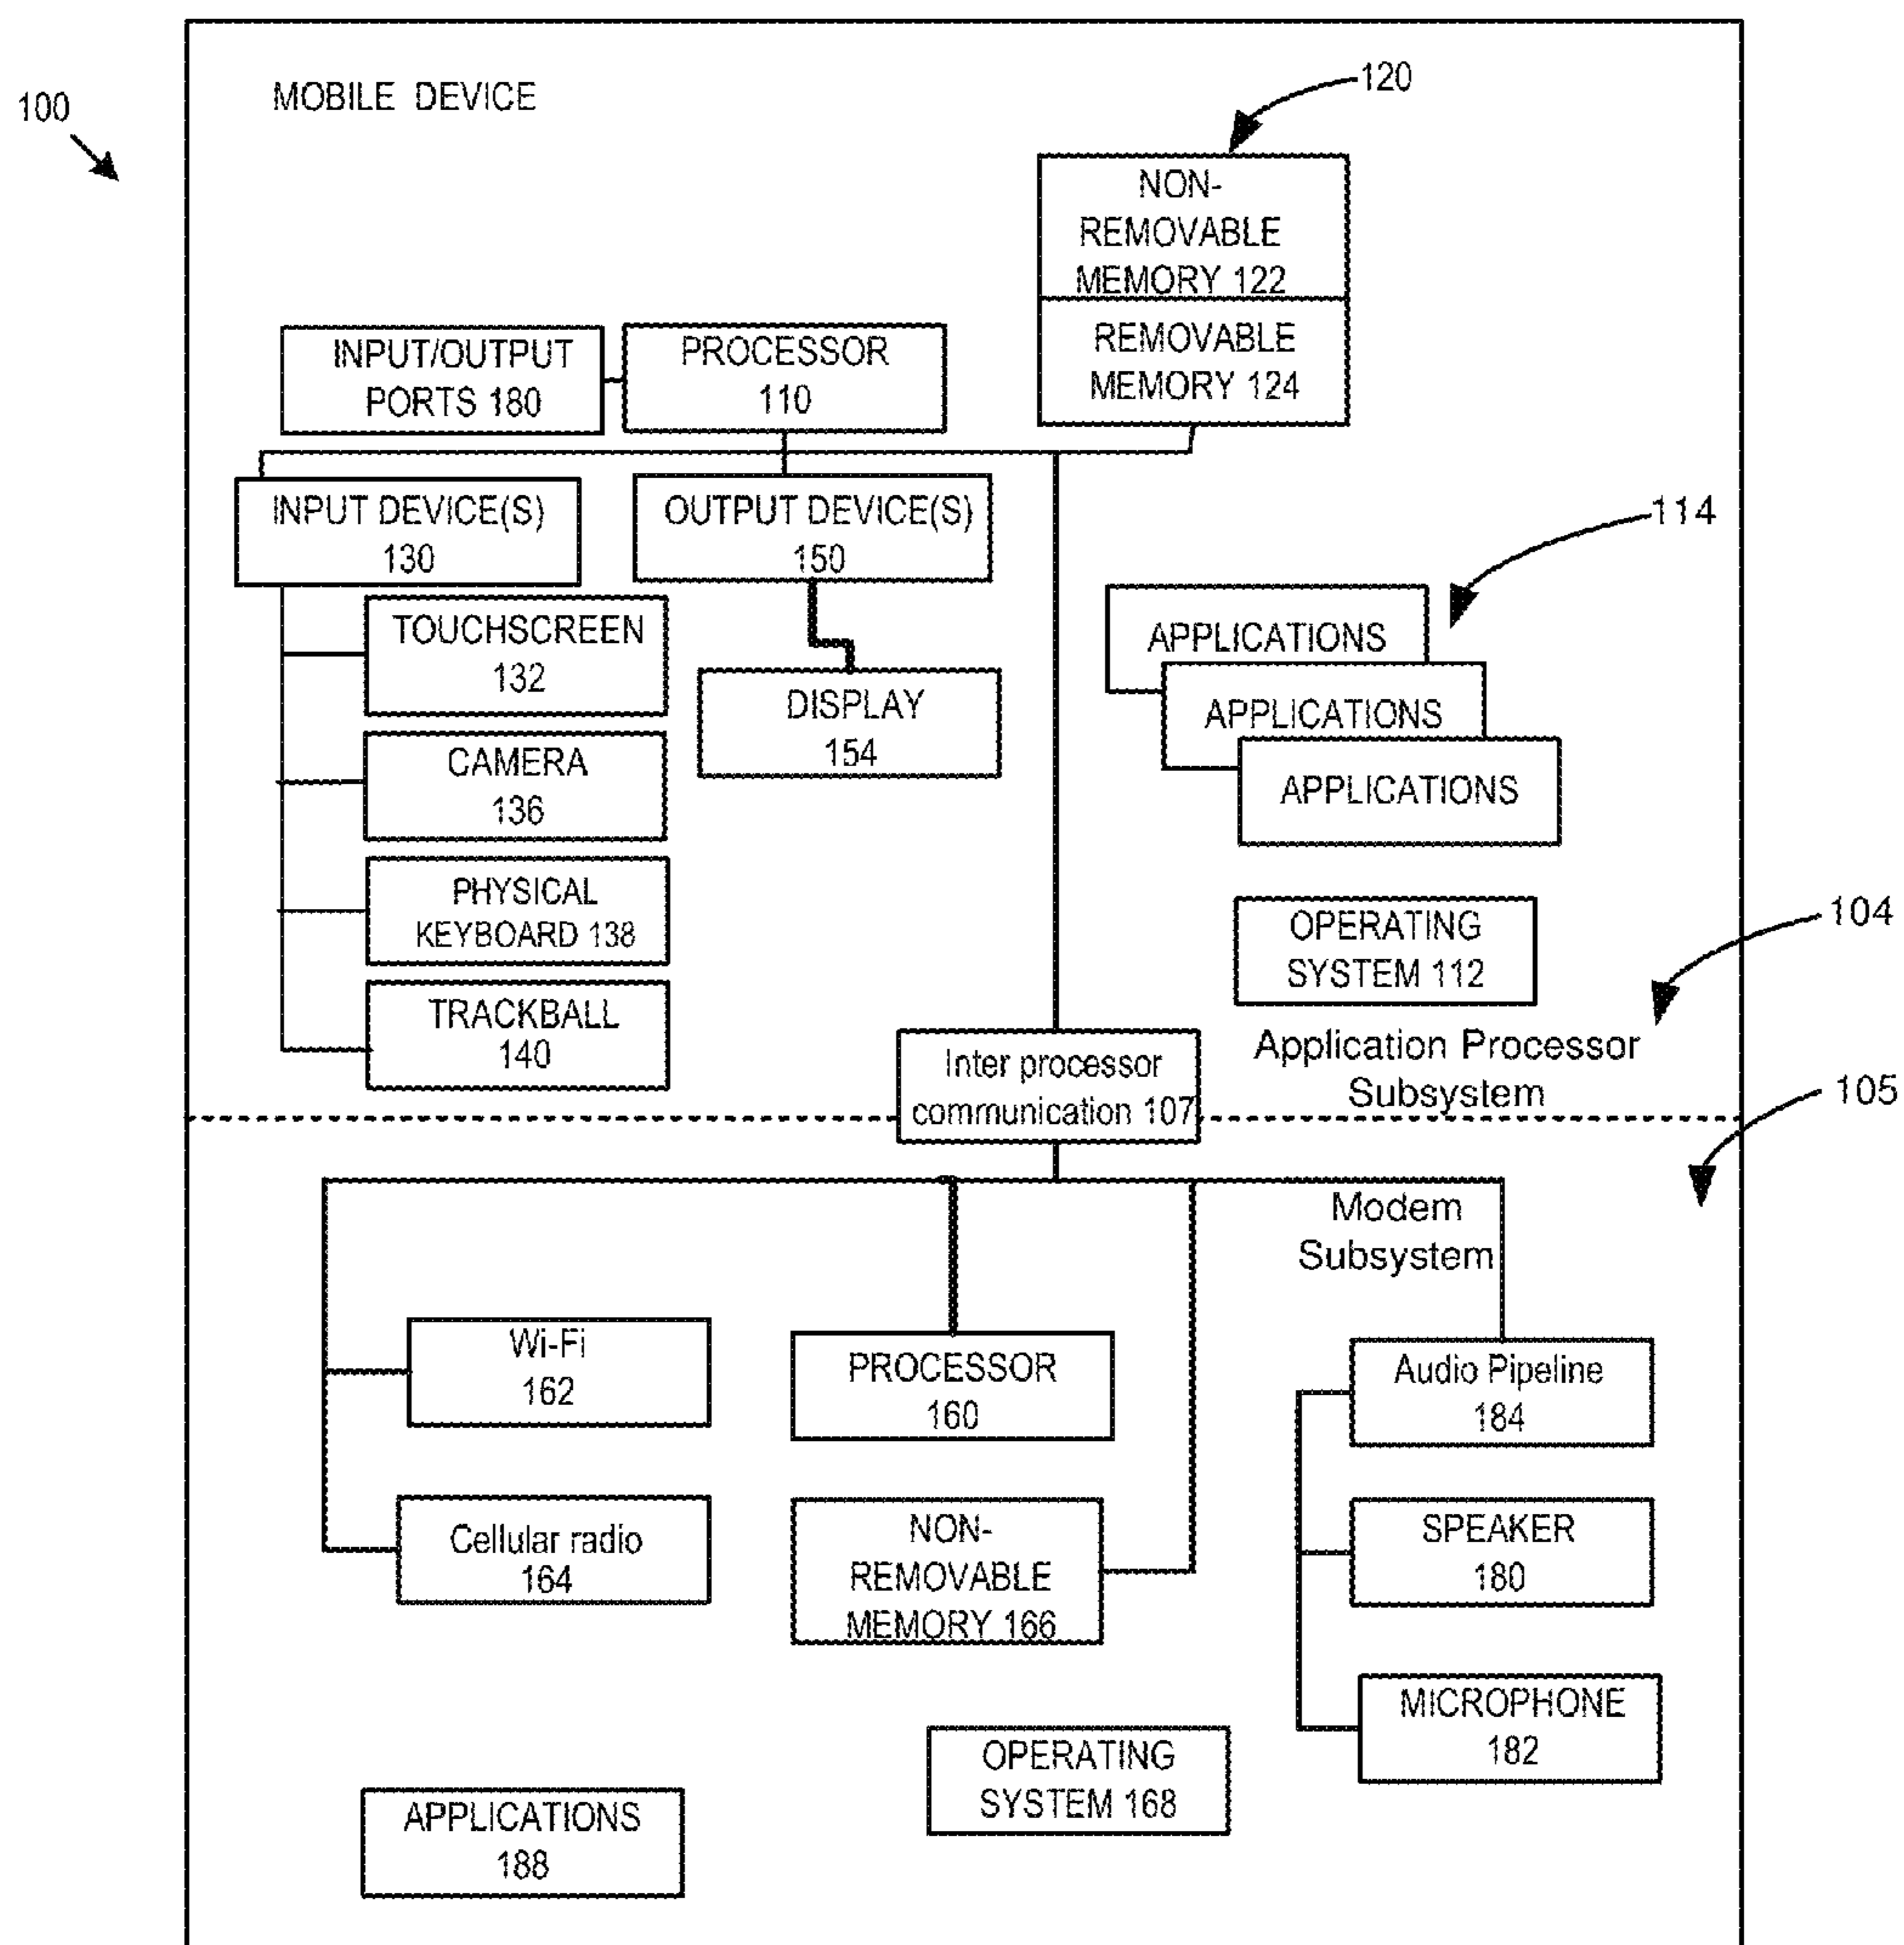 100
MOBILE DEVICE
120
NON-
REMOVABLE
MEMORY 122
REMOVABLE
MEMORY 124
INPUT/OUTPUT
PORTS 180
PROCESSOR
110
INPUT DEVICE(S)
130
OUTPUT DEVICE(S)
150
114
TOUCHSCREEN
132
DISPLAY
154
CAMERA
136
PHYSICAL
KEYBOARD 138
TRACKBALL
140
APPLICATIONS
APPLICATIONS
APPLICATIONS
OPERATING
SYSTEM 112
104
Application Processor
Subsystem
Inter processor
communication 107
105
Modem
Subsystem
Wi-Fi
162
PROCESSOR
160
Audio Pipeline
184
Cellular radio
164
NON-
REMOVABLE
MEMORY 166
SPEAKER
180
MICROPHONE
182
OPERATING
SYSTEM 168
APPLICATIONS
188